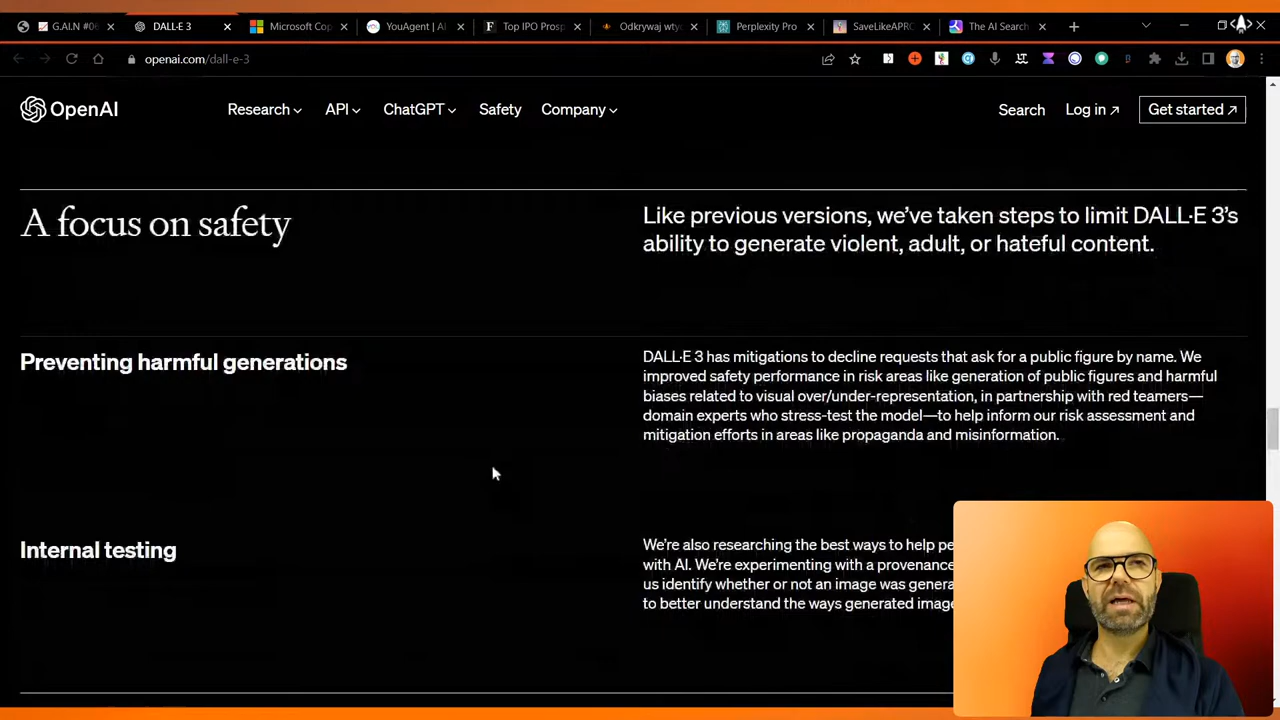 G.ALN #0
DALL·E 3
Microsoft Cop
YouAgent | A
Top IPO Prosp
Odkrywaj wty
Perplexity Pro
SaveLikeAPRO
The AI Search
openai.com/dall-e-3
OpenAI
Research
API
ChatGPT
Safety
Company
Search
Log in ↗
Get started ↗
A focus on safety
Like previous versions, we've taken steps to limit DALL·E 3's
ability to generate violent, adult, or hateful content.
Preventing harmful generations
DALL·E 3 has mitigations to decline requests that ask for a public figure by name. We
improved safety performance in risk areas like generation of public figures and harmful
biases related to visual over/under-representation, in partnership with red teamers—
domain experts who stress-test the model—to help inform our risk assessment and
mitigation efforts in areas like propaganda and misinformation.
Internal testing
We're also researching the best ways to help pe
with AI. We're experimenting with a provenance
us identify whether or not an image was genera
to better understand the ways generated image